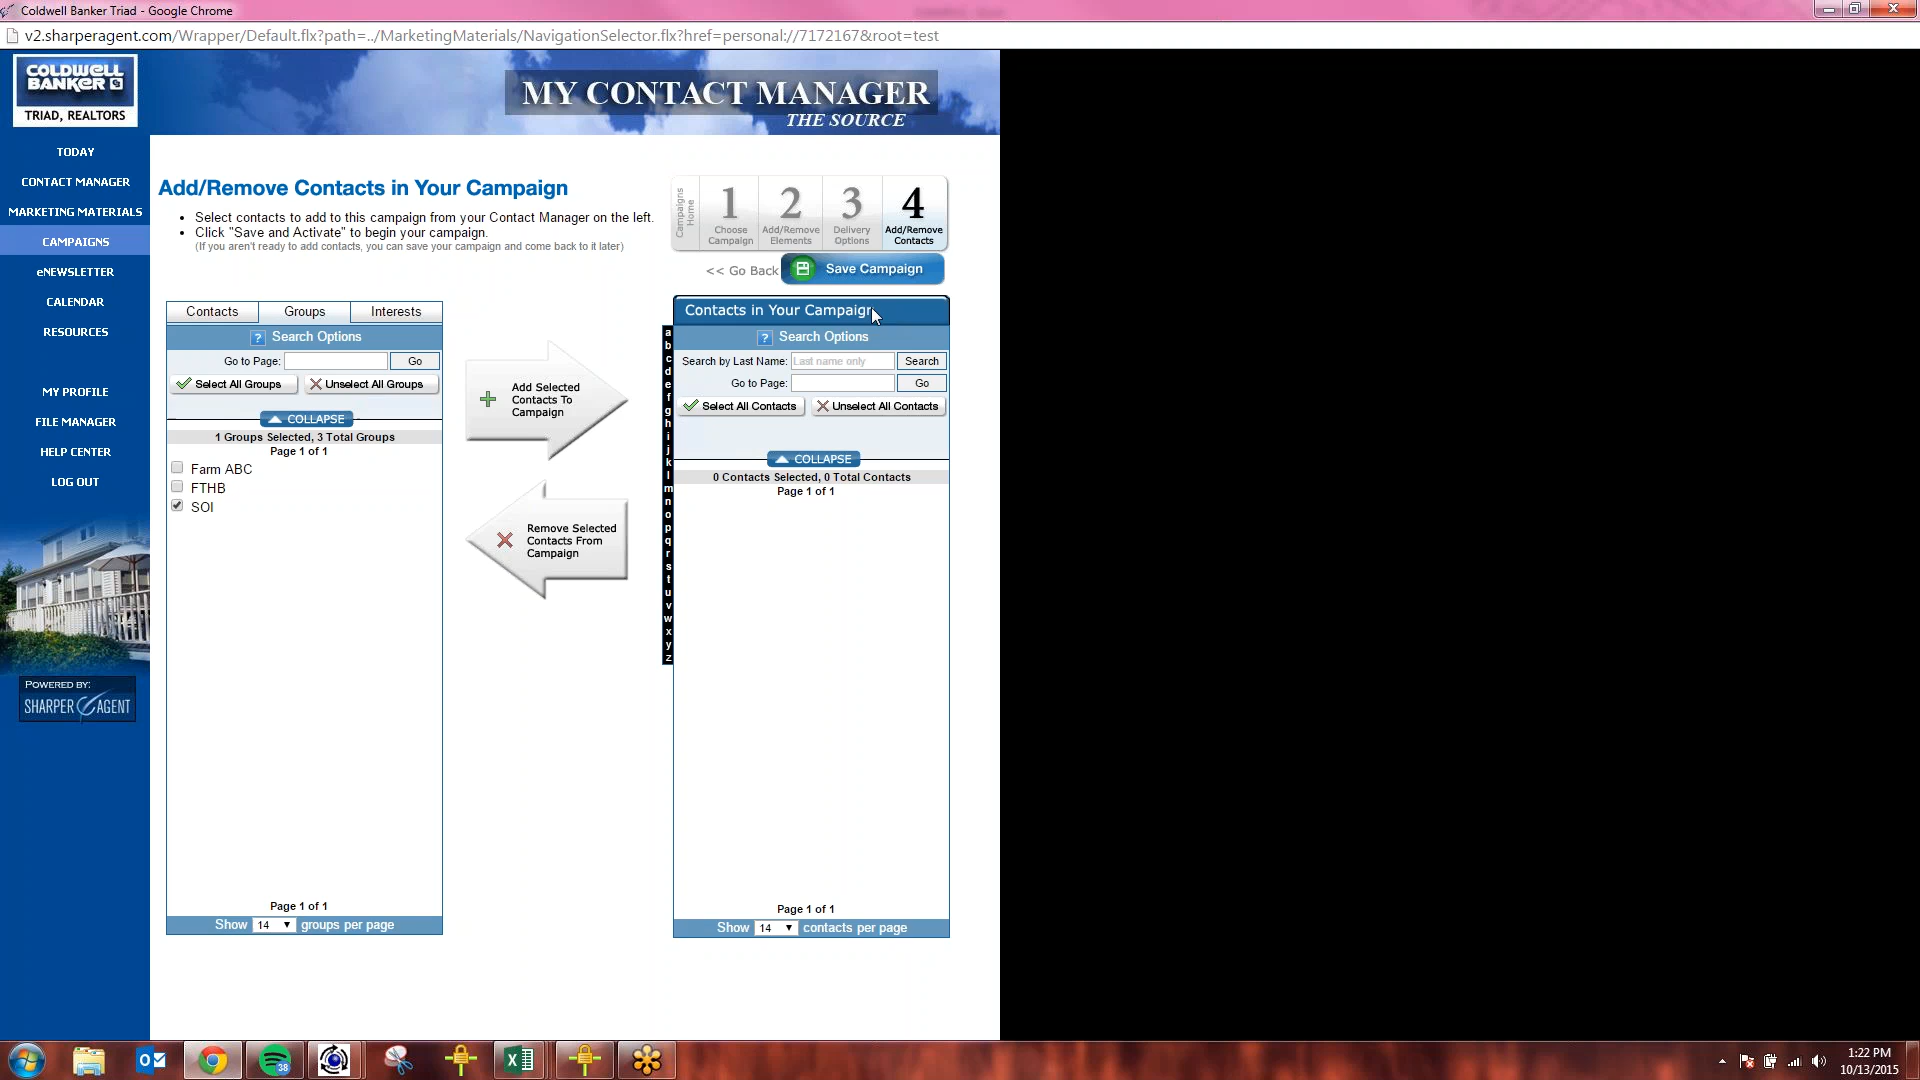 Coldwell Banker Triad - Google Chrome
v2.sharperagent.com/Wrapper/Default.flx?path=../MarketingMaterials/NavigationSelector.flx?href=personal://7172167&root=test
COLDWELL
BANKER
TRIAD, REALTORS
MY CONTACT MANAGER
THE SOURCE
TODAY
CONTACT MANAGER
MARKETING MATERIALS
CAMPAIGNS
eNEWSLETTER
CALENDAR
RESOURCES
MY PROFILE
FILE MANAGER
HELP CENTER
LOG OUT
POWERED BY:
SHARPER AGENT
Add/Remove Contacts in Your Campaign
• Select contacts to add to this campaign from your Contact Manager on the left.
• Click "Save and Activate" to begin your campaign.
(If you aren't ready to add contacts, you can save your campaign and come back to it later)
Campaigns
Home
1
Choose
Campaign
2
Add/Remove
Elements
3
Delivery
Options
4
Add/Remove
Contacts
<< Go Back
Save Campaign
Contacts
Groups
Interests
? Search Options
Go to Page:
Go
Select All Groups
Unselect All Groups
COLLAPSE
1 Groups Selected, 3 Total Groups
Page 1 of 1
Farm ABC
FTHB
SOI
Page 1 of 1
Show 14 groups per page
Add Selected
Contacts To
Campaign
Remove Selected
Contacts From
Campaign
a
b
c
d
e
f
g
h
i
j
k
l
m
n
o
p
q
r
s
t
u
v
w
x
y
z
Contacts in Your Campaign
? Search Options
Search by Last Name: Last name only
Search
Go to Page:
Go
Select All Contacts
Unselect All Contacts
COLLAPSE
0 Contacts Selected, 0 Total Contacts
Page 1 of 1
Page 1 of 1
Show 14 contacts per page
38
1:22 PM
10/13/2015